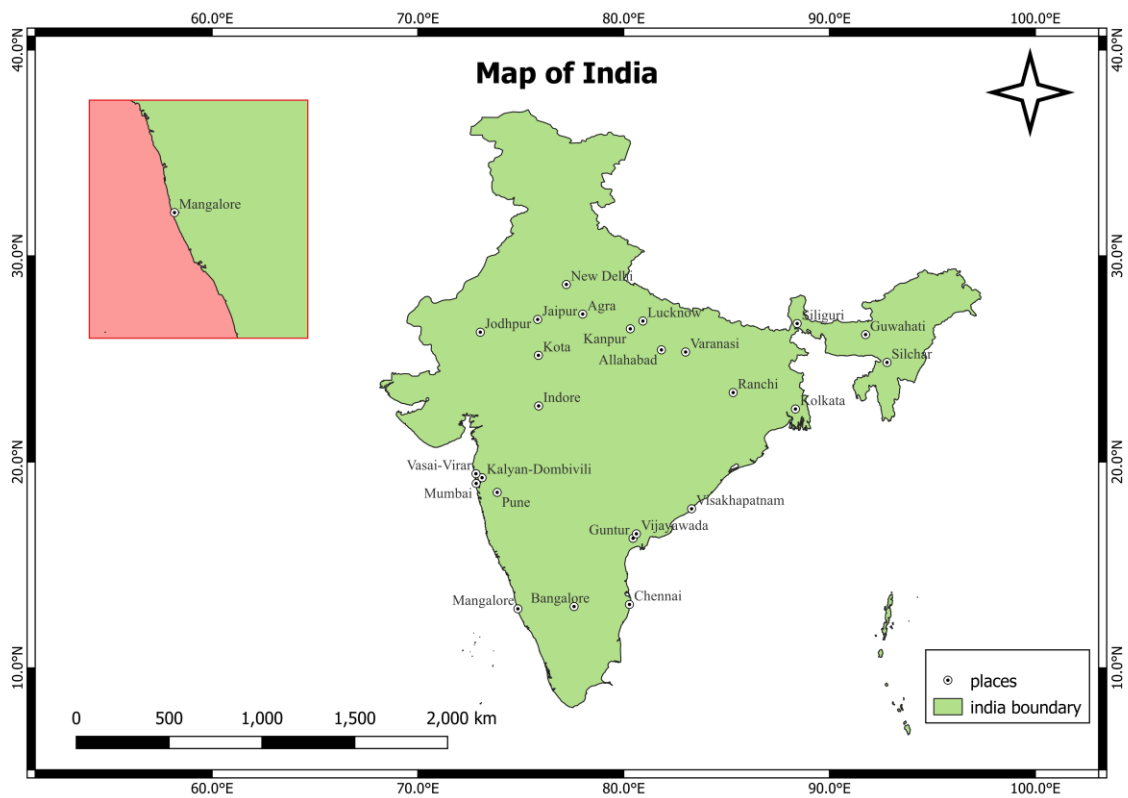 60.0°E 70.0°E 80.0°E 90.0°E 100.0°E
40.0°N 40.0°N
Map of India
Mangalore
30.0°N 30.0°N
New Delhi
Jaipur Agra Lucknow
Jodhpur Siliguri
Kanpur Guwahati
Kota Varanasi
Allahabad Silchar
Ranchi
Indore Kolkata
20.0°N 20.0°N
Vasai-Virar Kalyan-Dombivili
Mumbai Pune
Visakhapatnam
Guntur Vijayawada
Mangalore Bangalore Chennai
10.0°N 10.0°N
places
india boundary
0 500 1,000 1,500 2,000 km
60.0°E 70.0°E 80.0°E 90.0°E 100.0°E